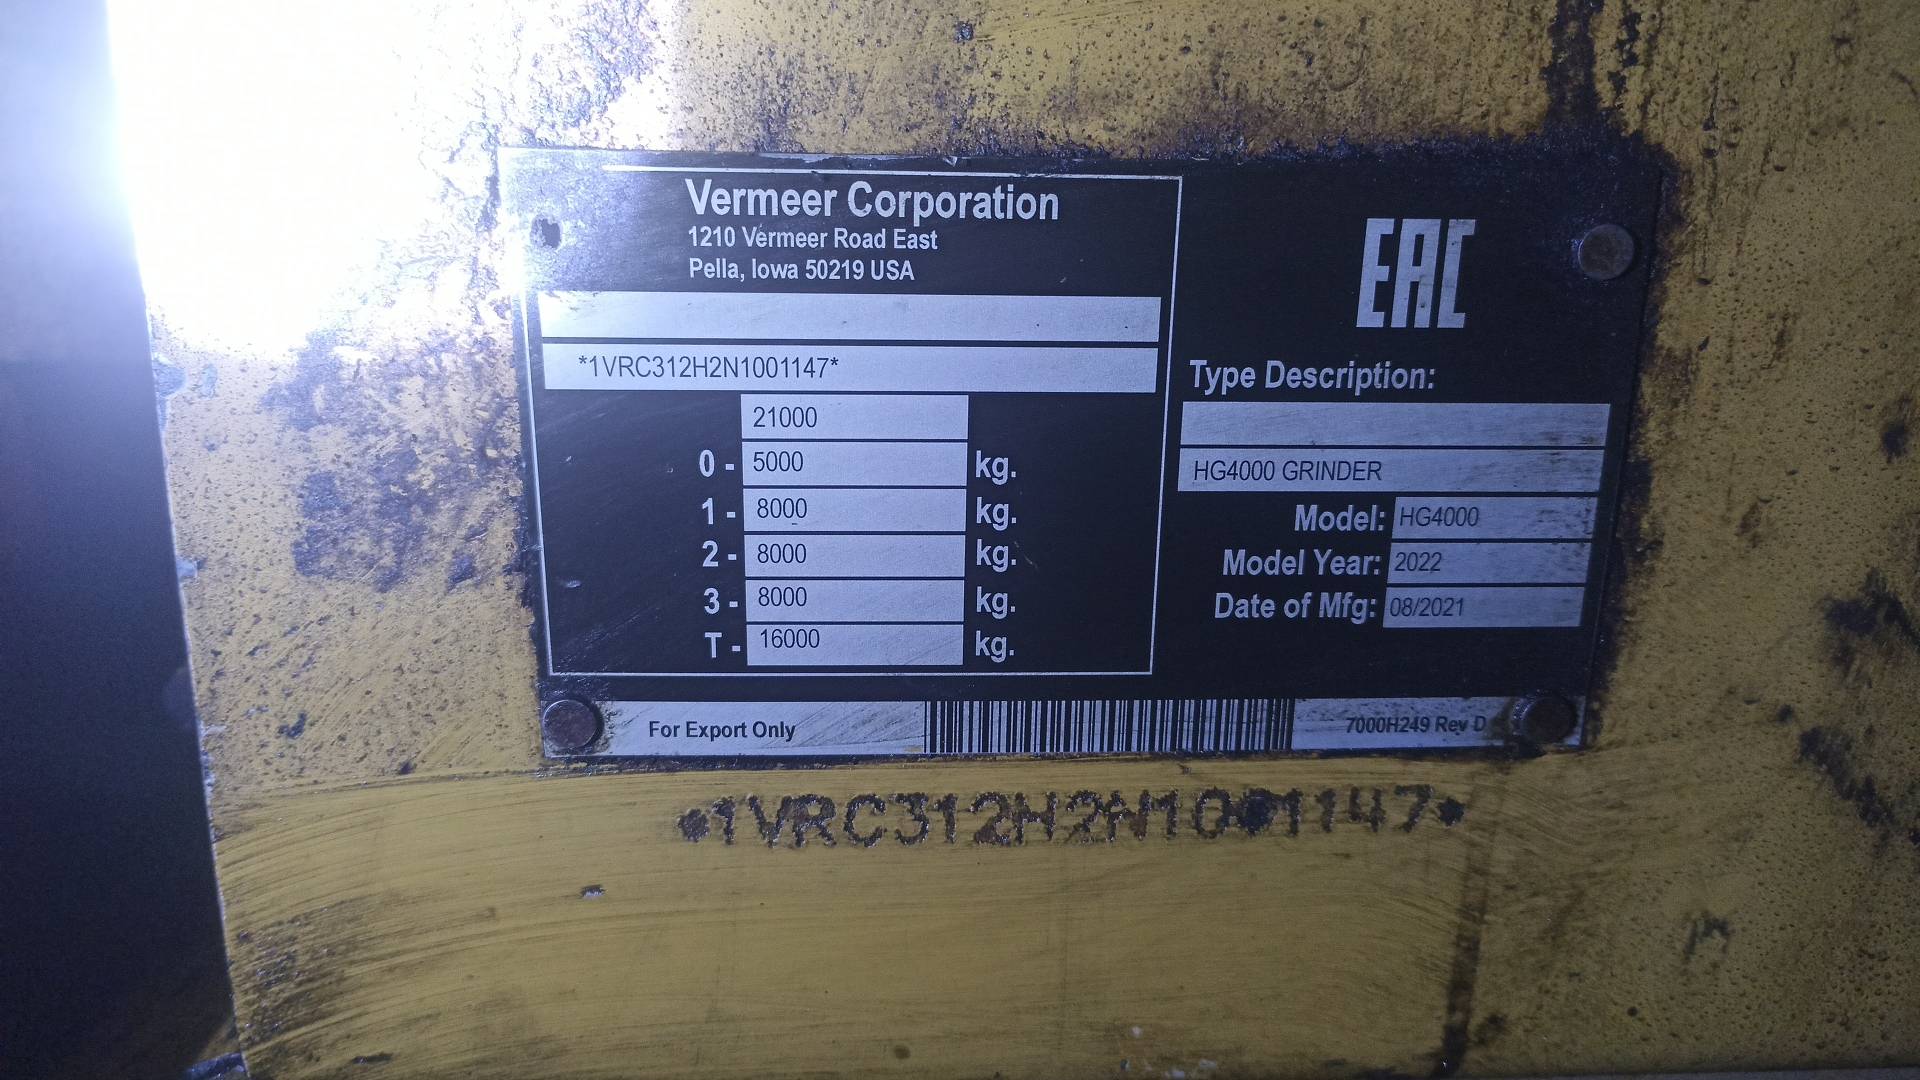 Vermeer Corporation
1210 Vermeer Road East
Pella, Iowa 50219 USA
*1VRC312H2N1001147*
21000
0 - 5000 kg.
1 - 8000 kg.
2 - 8000 kg.
3 - 8000 kg.
T - 16000 kg.
EAC
Type Description:
HG4000 GRINDER
Model: HG4000
Model Year: 2022
Date of Mfg: 08/2021
For Export Only
7000H249 Rev D
*1VRC312H2N1001147*